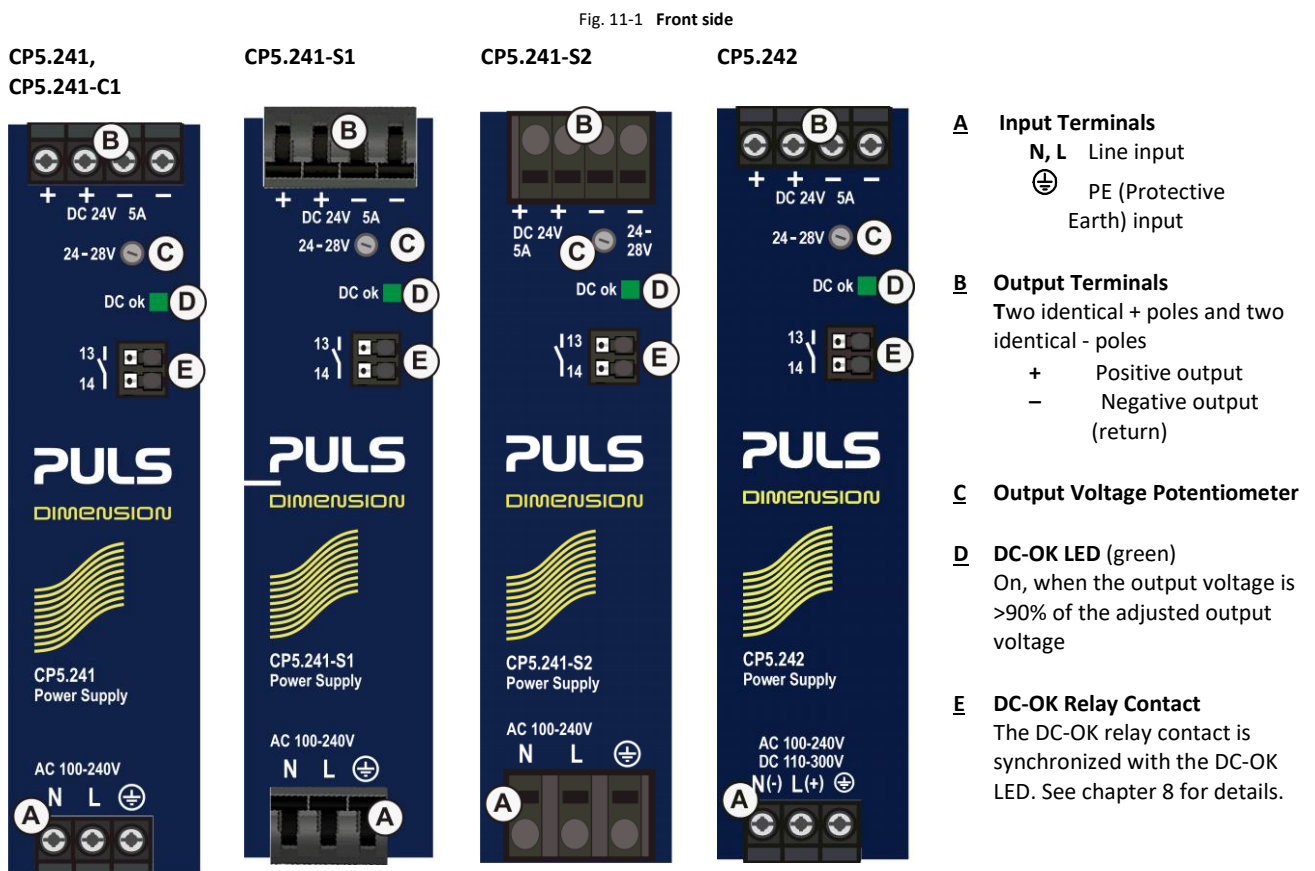 Fig. 11-1 Front side
CP5.241,
CP5.241-C1
B
+ + – –
DC 24V 5A
24-28V
C
DC ok
D
13
14
E
PULS
DIMENSION
CP5.241
Power Supply
AC 100-240V
N L
A
CP5.241-S1
B
+ + – –
DC 24V 5A
24-28V
C
DC ok
D
13
14
E
PULS
DIMENSION
CP5.241-S1
Power Supply
AC 100-240V
N L
A
CP5.241-S2
B
+ + – –
DC 24V
5A
C
24-
28V
DC ok
D
13
14
E
PULS
DIMENSION
CP5.241-S2
Power Supply
AC 100-240V
N L
A
CP5.242
B
+ + – –
DC 24V 5A
24-28V
C
DC ok
D
13
14
E
PULS
DIMENSION
CP5.242
Power Supply
AC 100-240V
DC 110-300V
N(-) L(+)
A
A Input Terminals
N, L Line input
PE (Protective
Earth) input
B Output Terminals
Two identical + poles and two
identical - poles
+ Positive output
– Negative output
(return)
C Output Voltage Potentiometer
D DC-OK LED (green)
On, when the output voltage is
>90% of the adjusted output
voltage
E DC-OK Relay Contact
The DC-OK relay contact is
synchronized with the DC-OK
LED. See chapter 8 for details.